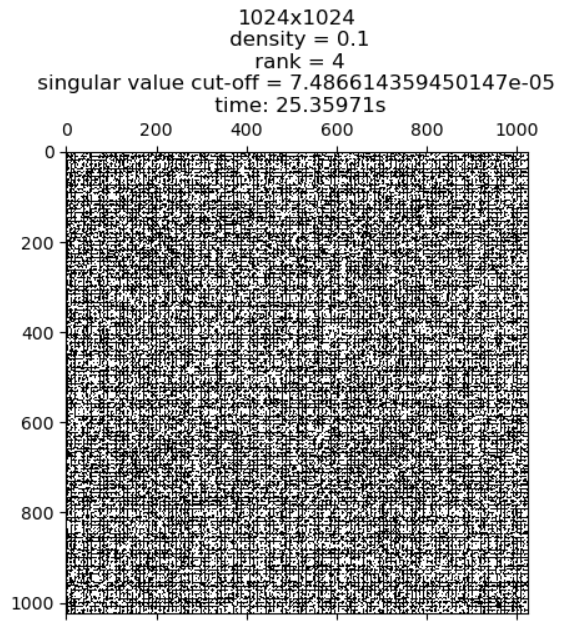 1024x1024
density = 0.1
rank = 4
singular value cut-off = 7.486614359450147e-05
time: 25.35971s
0 200 400 600 800 1000
0
200
400
600
800
1000